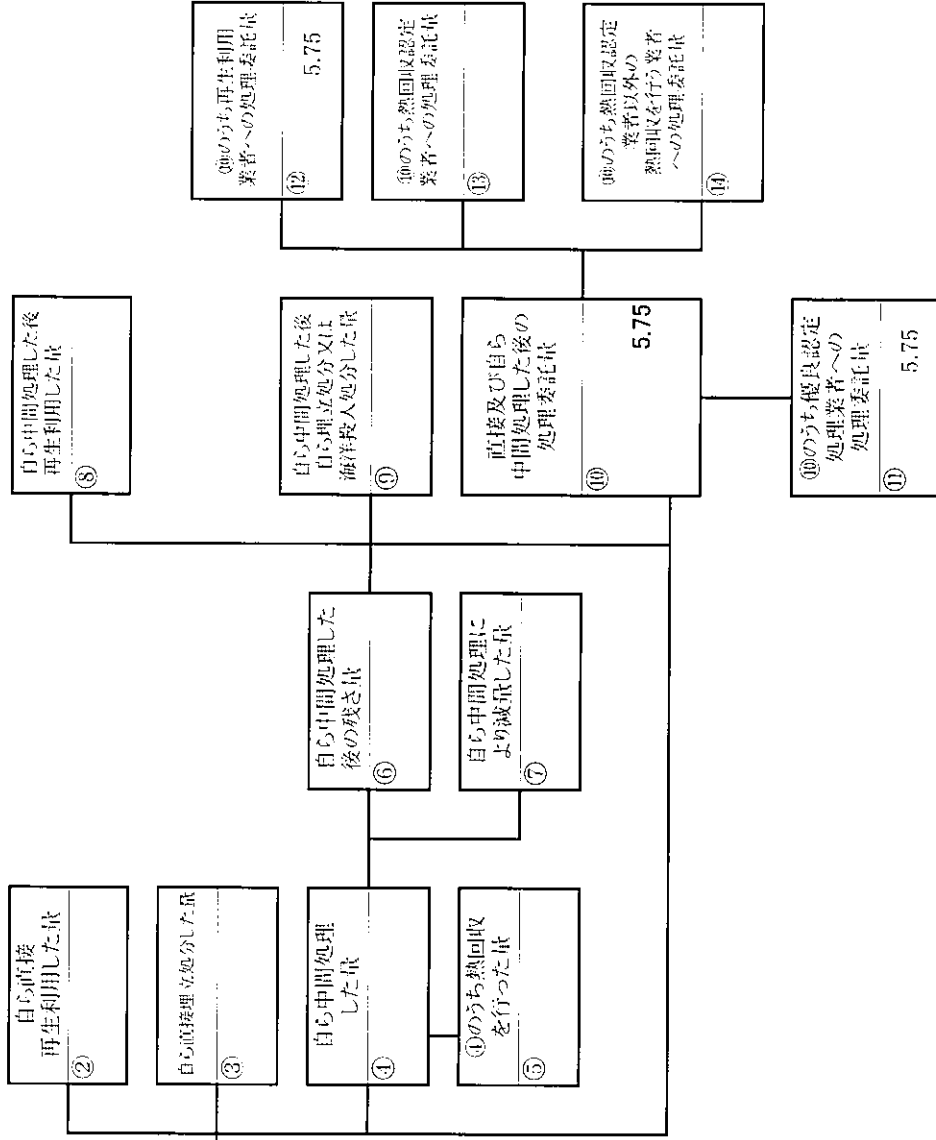 自ら直接
再生利用した量
②
自ら直接埋立処分した量
③
自ら中間処理
した量
④
④のうち熱回収
を行った量
⑤
自ら中間処理した
後の残さ量
⑥
自ら中間処理に
より減量した量
⑦
自ら中間処理した後
再生利用した量
⑧
自ら中間処理した後
自ら埋立処分又は
海洋投入処分した量
⑨
直接及び自ら
中間処理した後の
処理委託量
⑩
5.75
⑩のうち優良認定
処理業者への
処理委託量
⑪
5.75
⑩のうち再生利用
業者への処理委託量
⑫
5.75
⑩のうち熱回収認定
業者への処理委託量
⑬
⑩のうち熱回収認定
業者以外の
熱回収を行う業者
への処理委託量
⑭